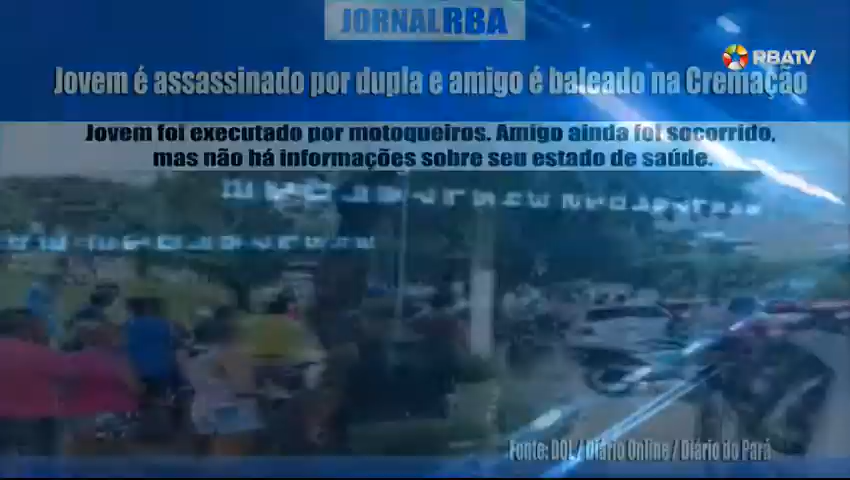 JORNALRBA
RBATV
Jovem é assassinado por dupla e amigo é baleado na Cremação
Jovem foi executado por motoqueiros. Amigo ainda foi socorrido,
mas não há informações sobre seu estado de saúde.
Fonte: DOL / Diário Online / Diário do Pará